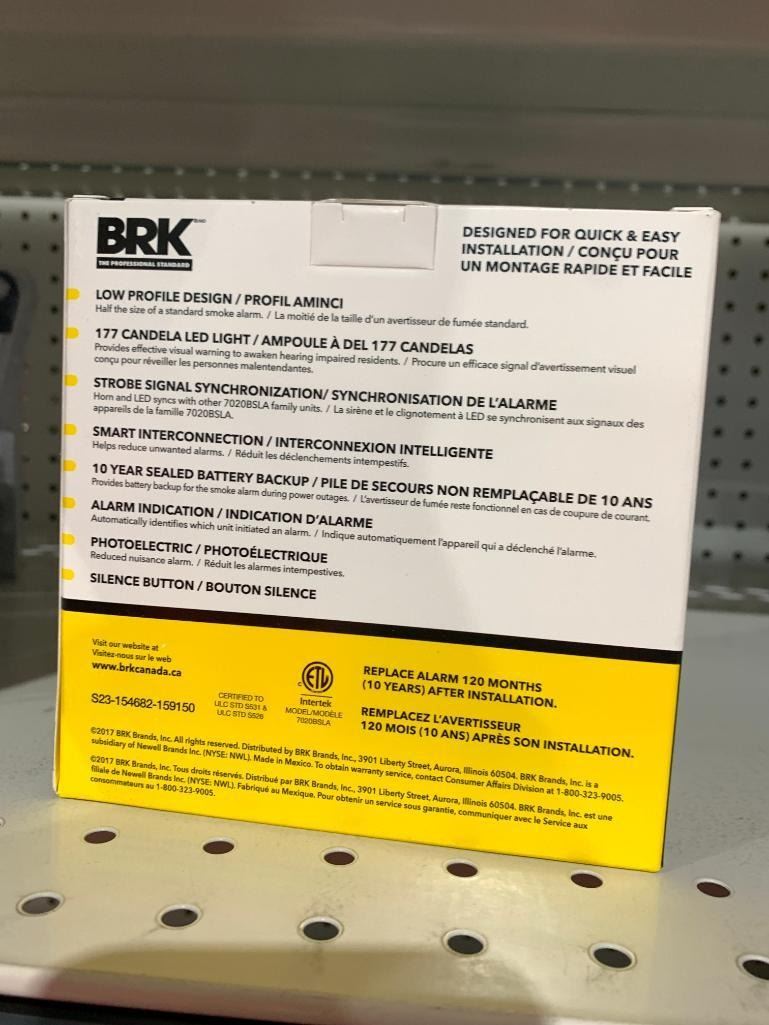 BRK BRAND
THE PROFESSIONAL STANDARD
DESIGNED FOR QUICK & EASY
INSTALLATION / CONÇU POUR
UN MONTAGE RAPIDE ET FACILE
LOW PROFILE DESIGN / PROFIL AMINCI
Half the size of a standard smoke alarm. / La moitié de la taille d'un avertisseur de fumée standard.
177 CANDELA LED LIGHT / AMPOULE À DEL 177 CANDELAS
Provides effective visual warning to awaken hearing impaired residents. / Procure un efficace signal d'avertissement visuel
conçu pour réveiller les personnes malentendantes.
STROBE SIGNAL SYNCHRONIZATION/ SYNCHRONISATION DE L'ALARME
Horn and LED syncs with other 7020BSLA family units. / La sirène et le clignotement à LED se synchronisent aux signaux des
appareils de la famille 7020BSLA.
SMART INTERCONNECTION / INTERCONNEXION INTELLIGENTE
Helps reduce unwanted alarms. / Réduit les déclenchements intempestifs.
10 YEAR SEALED BATTERY BACKUP / PILE DE SECOURS NON REMPLAÇABLE DE 10 ANS
Provides battery backup for the smoke alarm during power outages. / L'avertisseur de fumée reste fonctionnel en cas de coupure de courant.
ALARM INDICATION / INDICATION D'ALARME
Automatically identifies which unit initiated an alarm. / Indique automatiquement l'appareil qui a déclenché l'alarme.
PHOTOELECTRIC / PHOTOÉLECTRIQUE
Reduced nuisance alarm. / Réduit les alarmes intempestives.
SILENCE BUTTON / BOUTON SILENCE
Visit our website at
Visitez-nous sur le web
www.brkcanada.ca
S23-154682-159150
CERTIFIED TO
ULC STD S531 &
ULC STD S526
ETL
Intertek
MODEL/MODÈLE
7020BSLA
REPLACE ALARM 120 MONTHS
(10 YEARS) AFTER INSTALLATION.
REMPLACEZ L'AVERTISSEUR
120 MOIS (10 ANS) APRÈS SON INSTALLATION.
©2017 BRK Brands, Inc. All rights reserved. Distributed by BRK Brands, Inc., 3901 Liberty Street, Aurora, Illinois 60504. BRK Brands, Inc. is a
subsidiary of Newell Brands Inc. (NYSE: NWL). Made in Mexico. To obtain warranty service, contact Consumer Affairs Division at 1-800-323-9005.
©2017 BRK Brands, Inc. Tous droits réservés. Distribué par BRK Brands, Inc., 3901 Liberty Street, Aurora, Illinois 60504. BRK Brands, Inc. est une
filiale de Newell Brands Inc. (NYSE: NWL). Fabriqué au Mexique. Pour obtenir un service sous garantie, communiquer avec le Service aux
consommateurs au 1-800-323-9005.